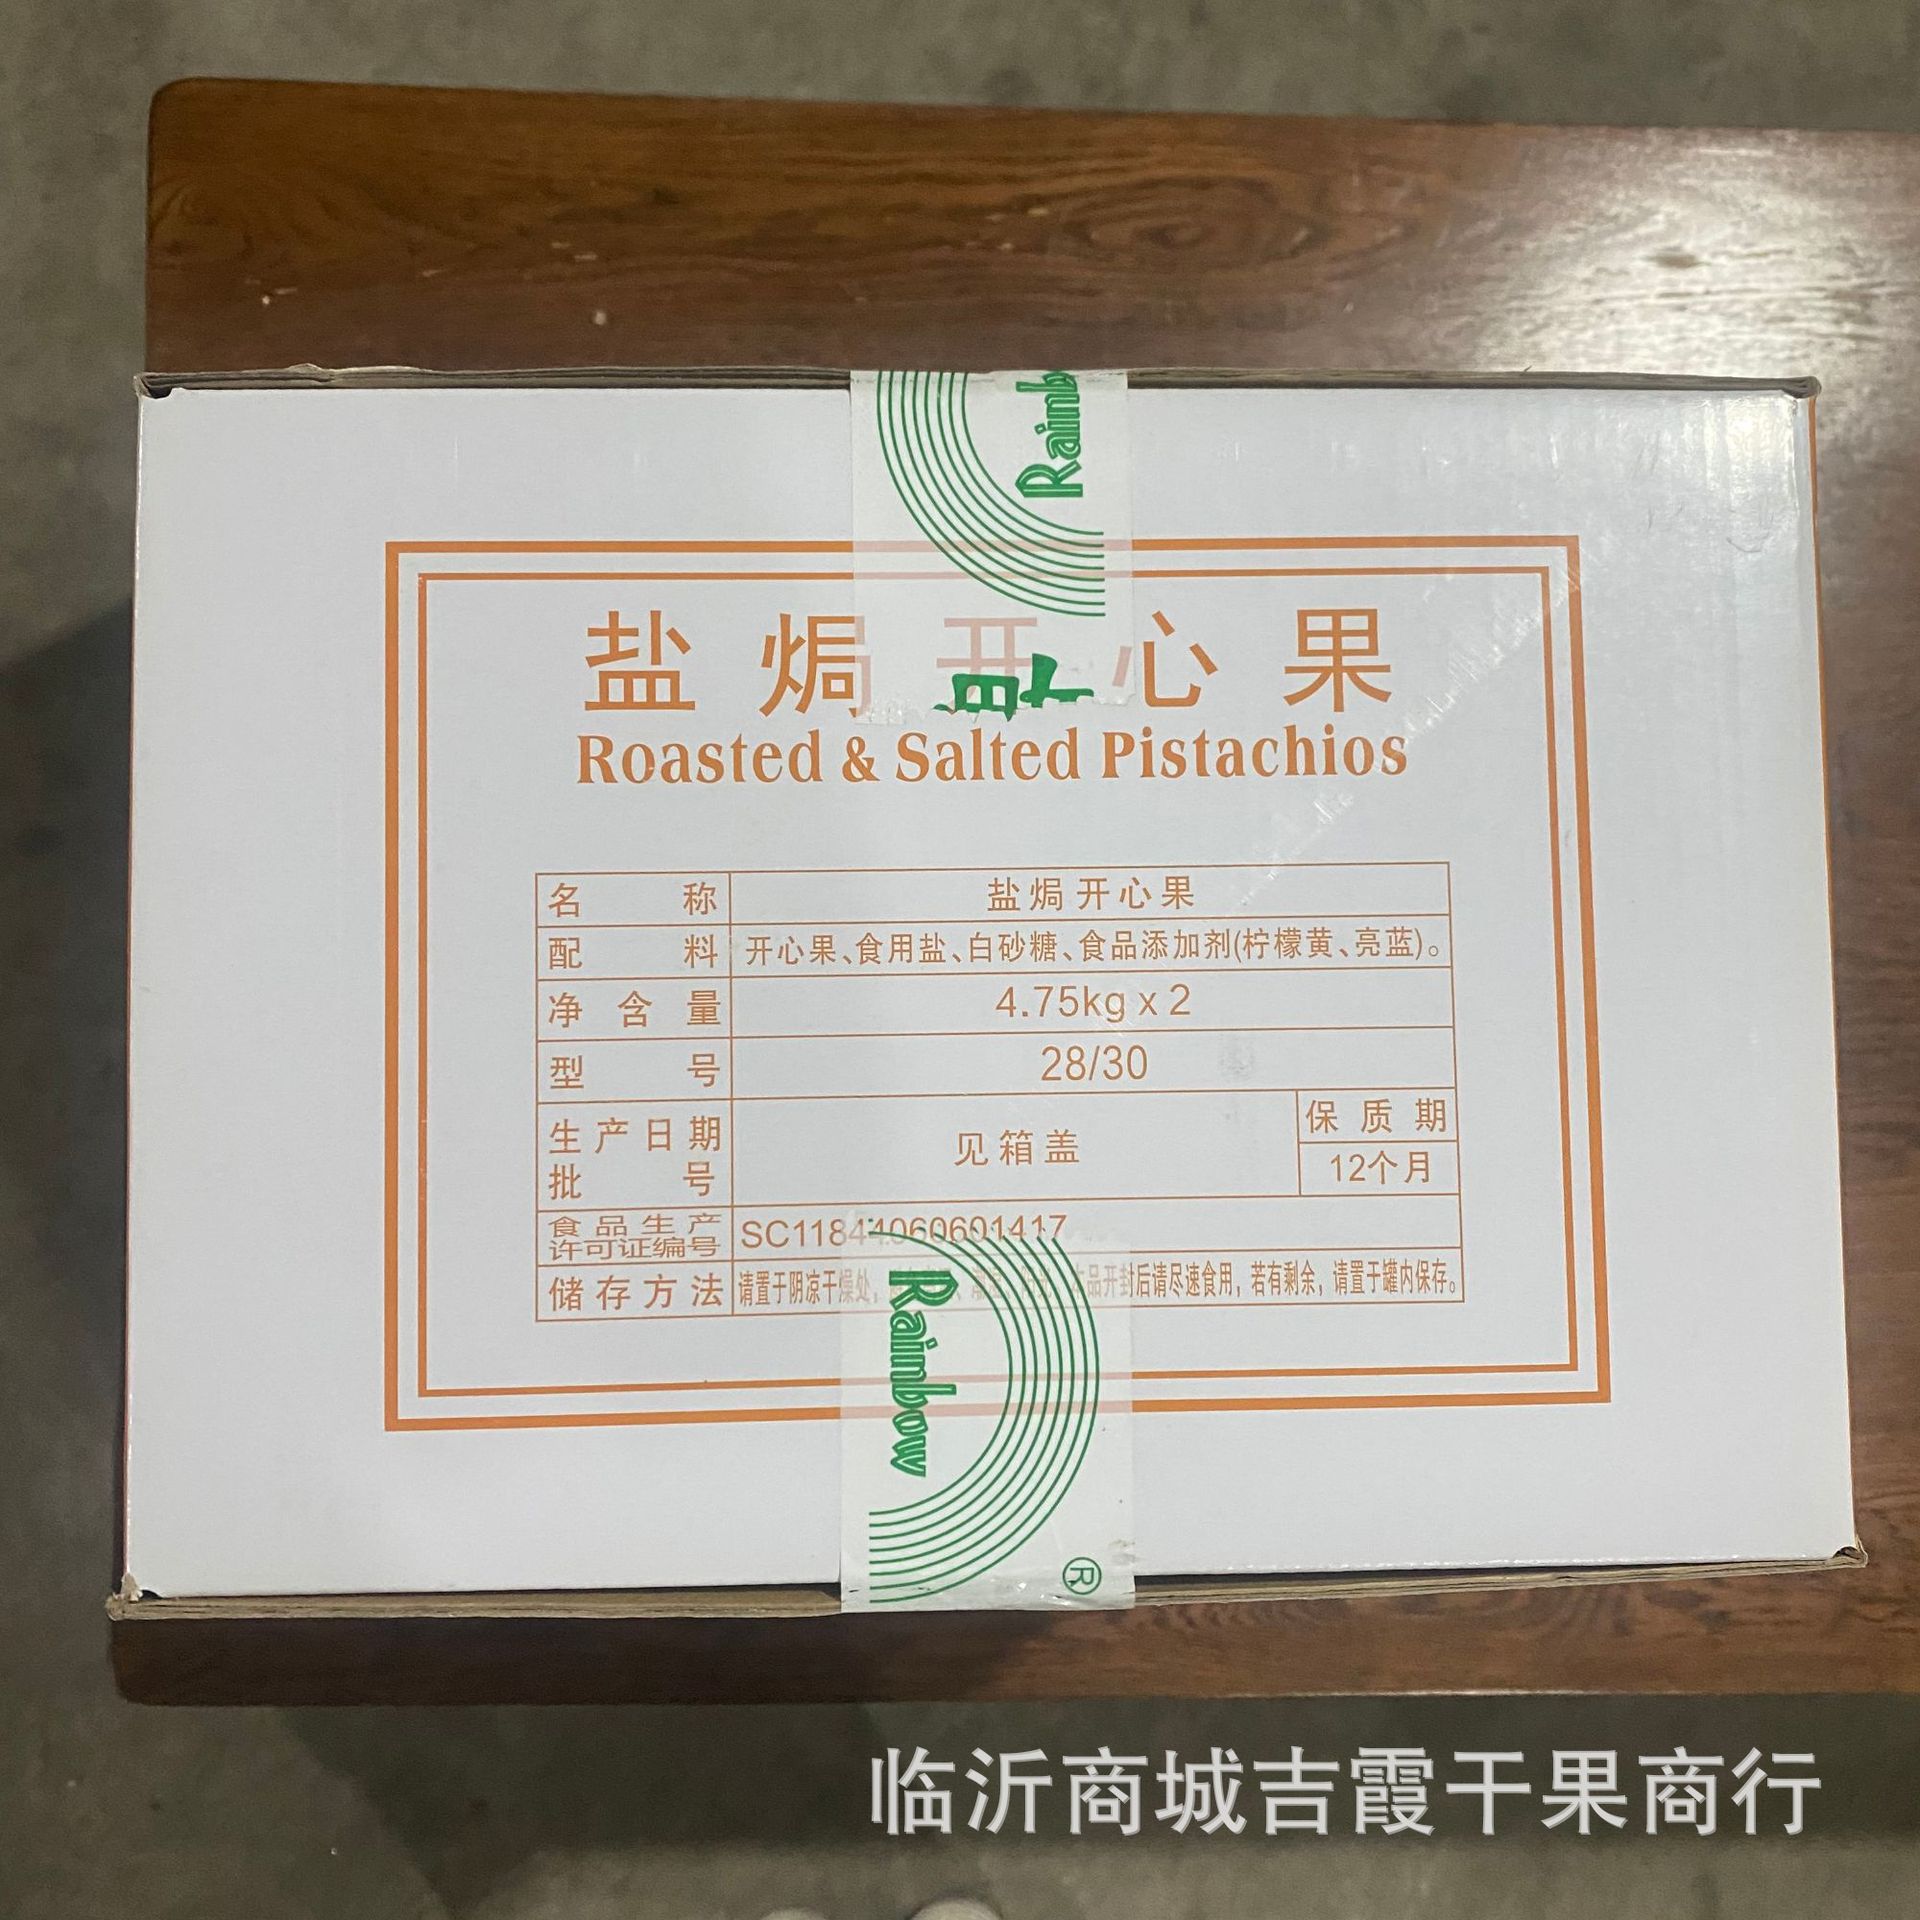 Rainb
盐焗开心果
Roasted & Salted Pistachios
名称 盐焗开心果
配料 开心果、食用盐、白砂糖、食品添加剂(柠檬黄、亮蓝)。
净含量 4.75kg x 2
型号 28/30
生产日期
批号 见箱盖
保质期
12个月
食品生产
许可证编号 SC11844060601417
储存方法 请置于阴凉干燥处,品开封后请尽速食用，若有剩余，请置于罐内保存。
Rainbow
®
临沂商城吉霞干果商行